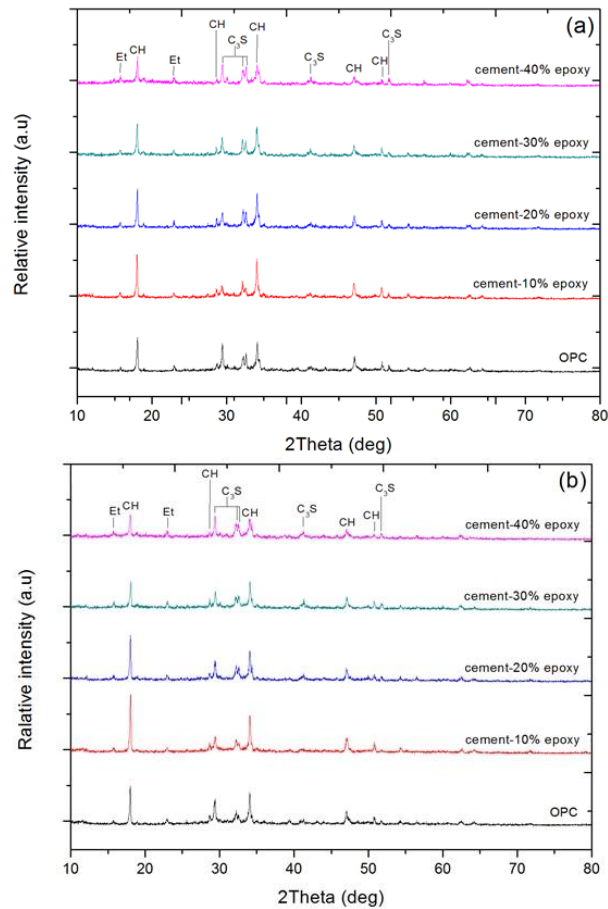 (a)
CH
C3S
CH
C3S
Et
CH
Et
C3S
CH
CH
cement-40% epoxy
cement-30% epoxy
cement-20% epoxy
cement-10% epoxy
OPC
Relative intensity (a.u)
10 20 30 40 50 60 70 80
2Theta (deg)
(b)
CH
C3S
C3S
Et
CH
Et
CH
C3S
CH
CH
cement-40% epoxy
cement-30% epoxy
cement-20% epoxy
cement-10% epoxy
OPC
Ralative intensity (a.u)
10 20 30 40 50 60 70 80
2Theta (deg)